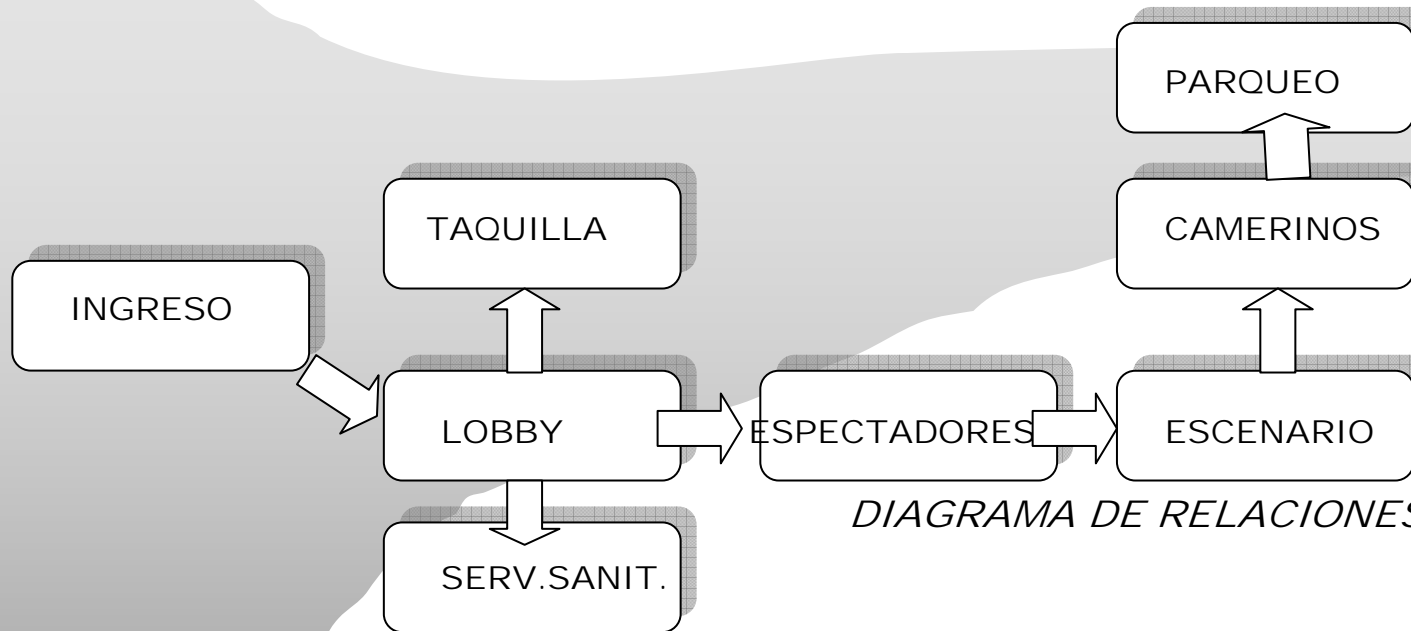 PARQUEO
TAQUILLA
CAMERINOS
INGRESO
LOBBY
ESPECTADORES
ESCENARIO
DIAGRAMA DE RELACIONES
SERV.SANIT.